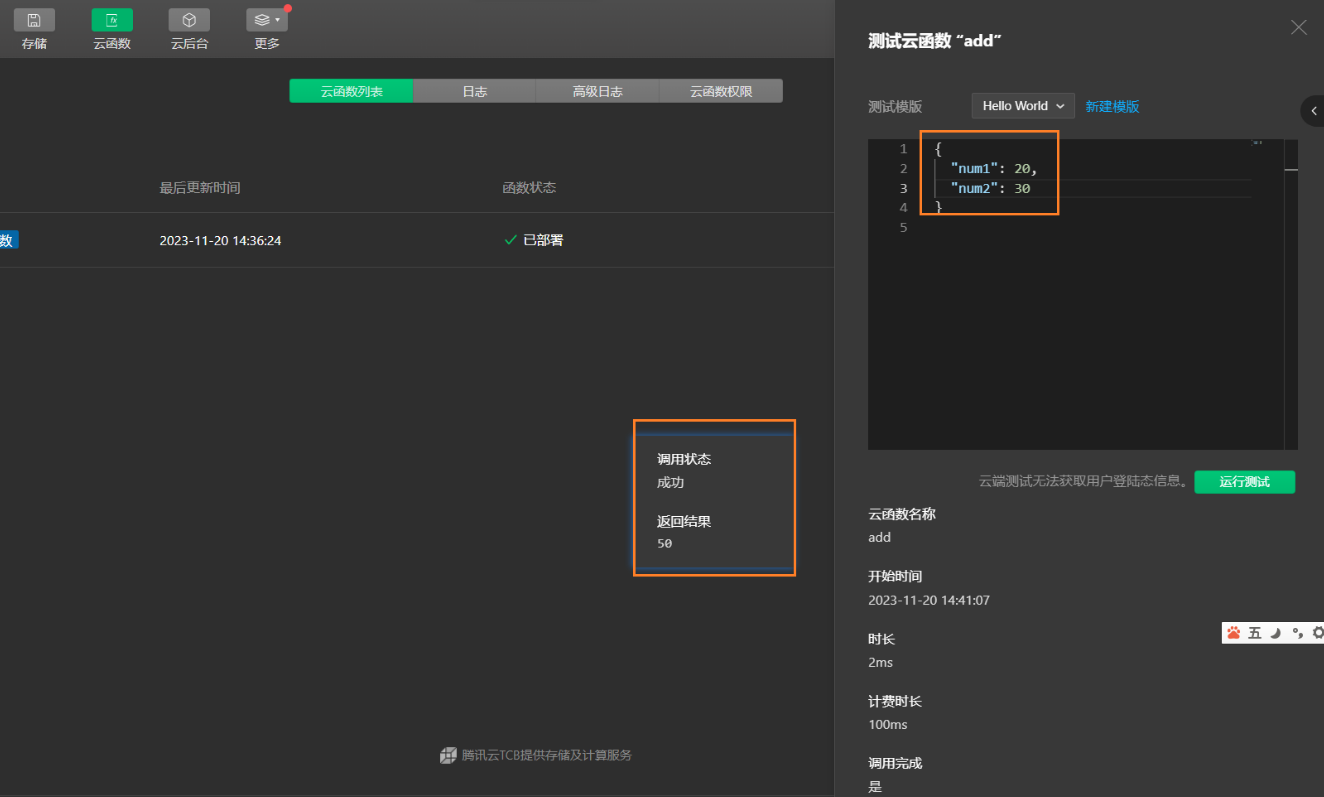 存储
云函数
云后台
更多
云函数列表
日志
高级日志
云函数权限
最后更新时间
函数状态
数
2023-11-20 14:36:24
已部署
调用状态
成功
返回结果
50
腾讯云TCB提供存储及计算服务
测试云函数 “add”
测试模版
Hello World
新建模版
1 {
2 "num1": 20,
3 "num2": 30
4 }
5
云端测试无法获取用户登陆态信息。
运行测试
云函数名称
add
开始时间
2023-11-20 14:41:07
时长
2ms
计费时长
100ms
调用完成
是
五